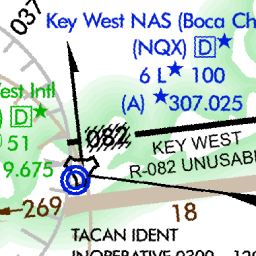 037
Key West NAS (Boca Ch
(NQX) D★
6 L★ 100
(A) ★307.025
est Intl
) D★
51
9.675
082
KEY WEST
R-082 UNUSAB
269
18
TACAN IDENT
INOPERATIVE 0300